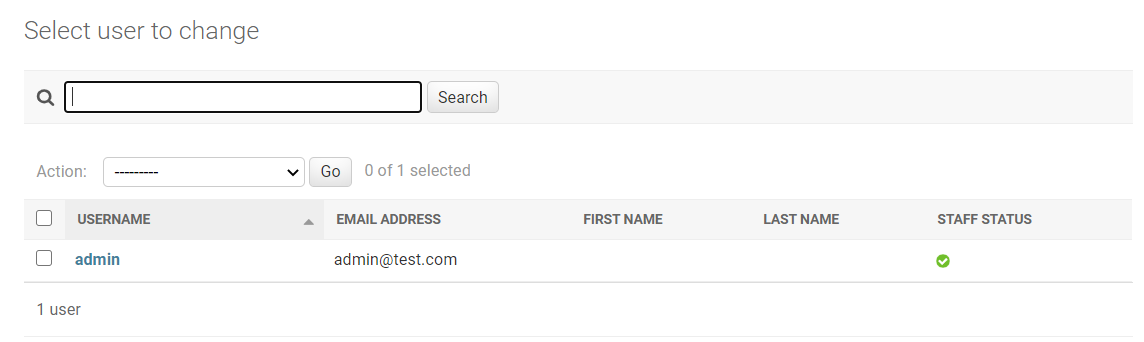 Select user to change
Search
Action: --------- Go 0 of 1 selected
USERNAME EMAIL ADDRESS FIRST NAME LAST NAME STAFF STATUS
admin admin@test.com
1 user